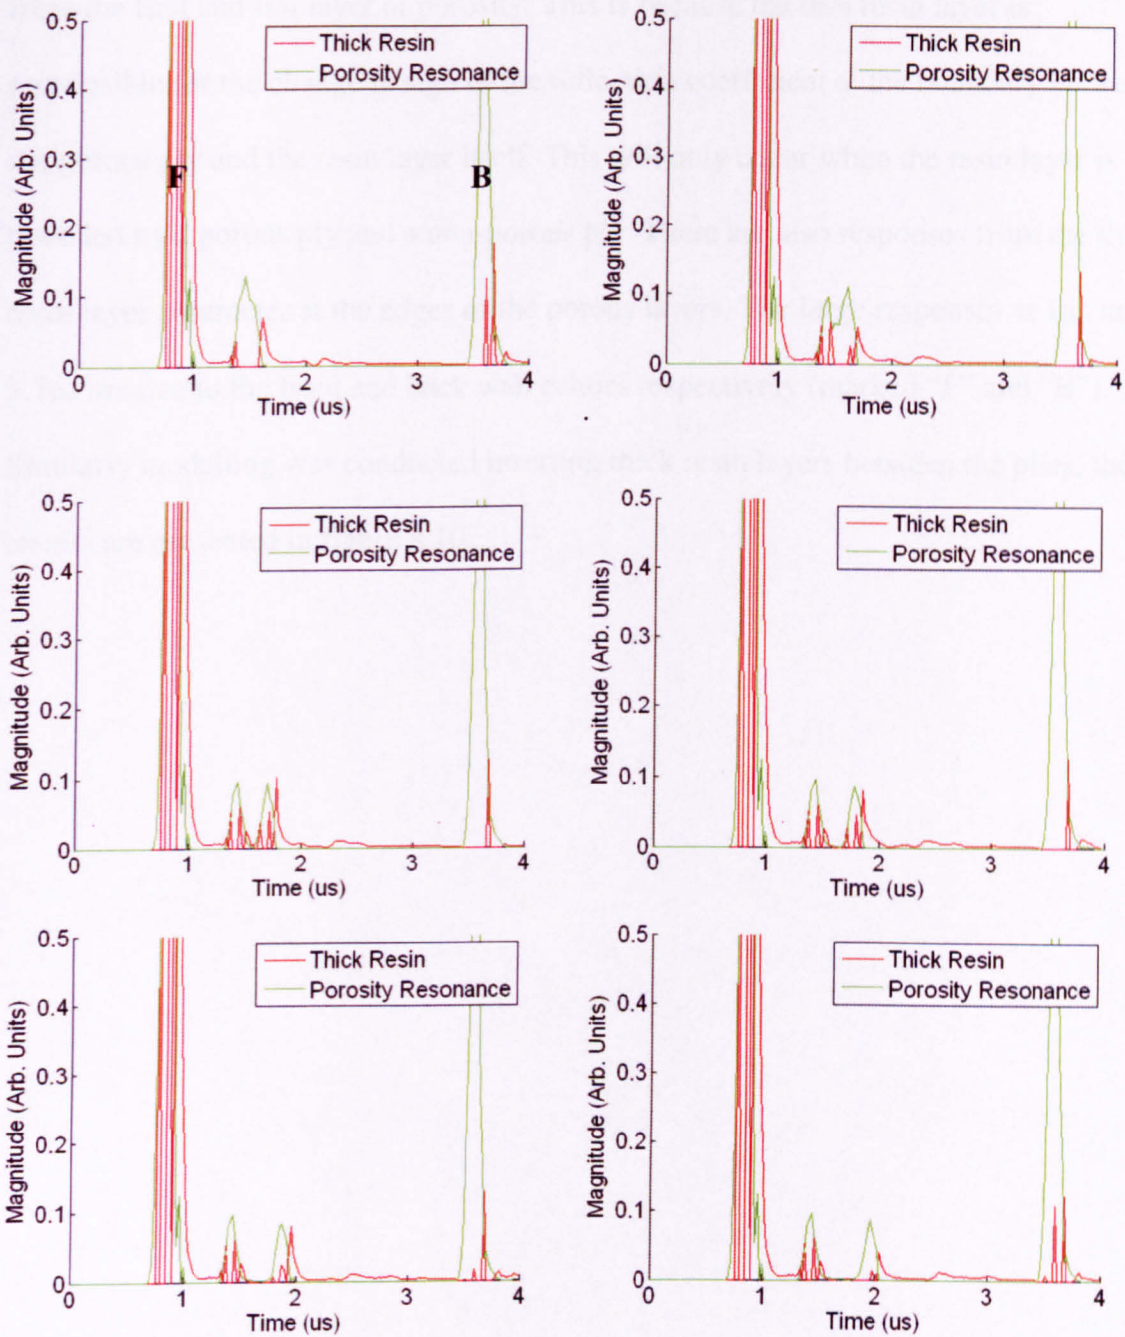 0.5
0.4
0.3
0.2
0.1
0
Magnitude (Arb. Units)
Thick Resin
Porosity Resonance
F B
0 1 2 3 4
Time (us)
0.5
0.4
0.3
0.2
0.1
0
Magnitude (Arb. Units)
Thick Resin
Porosity Resonance
0 1 2 3 4
Time (us)
0.5
0.4
0.3
0.2
0.1
0
Magnitude (Arb. Units)
Thick Resin
Porosity Resonance
0 1 2 3 4
Time (us)
0.5
0.4
0.3
0.2
0.1
0
Magnitude (Arb. Units)
Thick Resin
Porosity Resonance
0 1 2 3 4
Time (us)
0.5
0.4
0.3
0.2
0.1
0
Magnitude (Arb. Units)
Thick Resin
Porosity Resonance
0 1 2 3 4
Time (us)
0.5
0.4
0.3
0.2
0.1
0
Magnitude (Arb. Units)
Thick Resin
Porosity Resonance
0 1 2 3 4
Time (us)